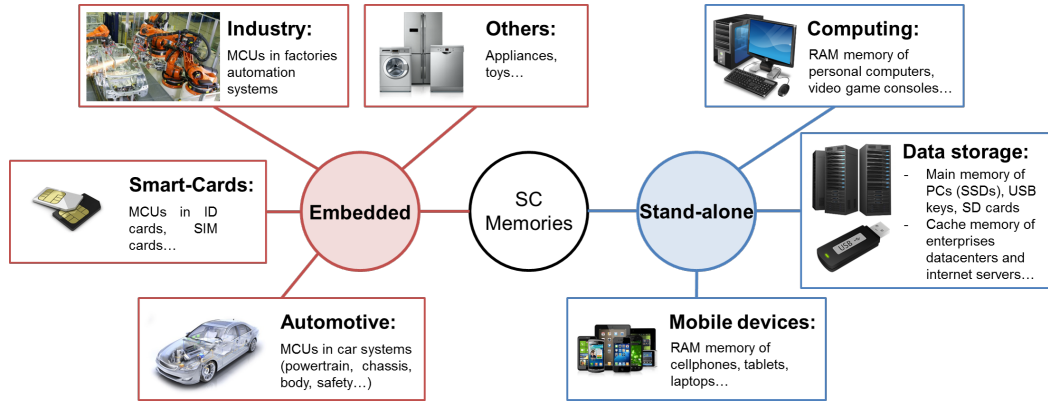 Industry:
MCUs in factories
automation
systems
Others:
Appliances,
toys…
Computing:
RAM memory of
personal computers,
video game consoles…
Smart-Cards:
MCUs in ID
cards, SIM
cards…
Embedded
SC
Memories
Stand-alone
Data storage:
- Main memory of
PCs (SSDs), USB
keys, SD cards
- Cache memory of
enterprises
datacenters and
internet servers…
USB
Automotive:
MCUs in car systems
(powertrain, chassis,
body, safety…)
Mobile devices:
RAM memory of
cellphones, tablets,
laptops…